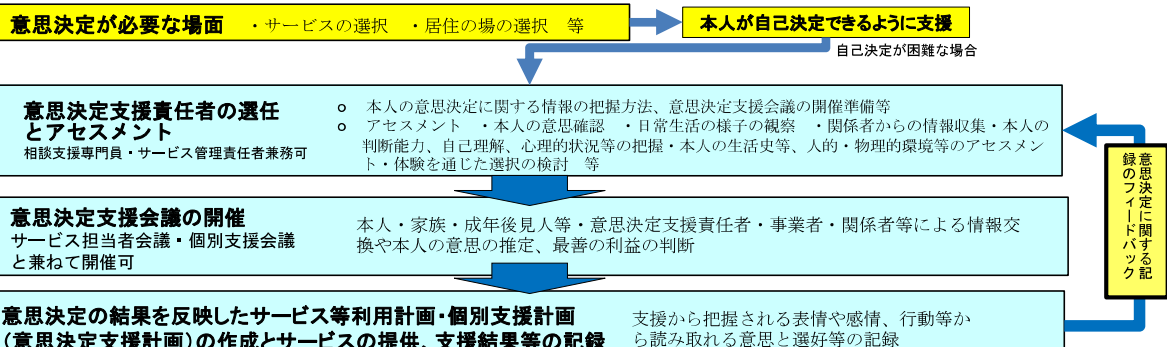 意思決定が必要な場面 ・サービスの選択 ・居住の場の選択 等
本人が自己決定できるように支援
自己決定が困難な場合
意思決定支援責任者の選任
とアセスメント
相談支援専門員・サービス管理責任者兼務可
○ 本人の意思決定に関する情報の把握方法、意思決定支援会議の開催準備等
○ アセスメント ・本人の意思確認 ・日常生活の様子の観察 ・関係者からの情報収集・本人の
判断能力、自己理解、心理的状況等の把握・本人の生活史等、人的・物理的環境等のアセスメン
ト・体験を通じた選択の検討 等
意思決定に関する記
録のフィードバック
意思決定支援会議の開催
サービス担当者会議・個別支援会議
と兼ねて開催可
本人・家族・成年後見人等・意思決定支援責任者・事業者・関係者等による情報交
換や本人の意思の推定、最善の利益の判断
意思決定の結果を反映したサービス等利用計画・個別支援計画
（意思決定支援計画）の作成とサービスの提供、支援結果等の記録
支援から把握される表情や感情、行動等か
ら読み取れる意思と選好等の記録